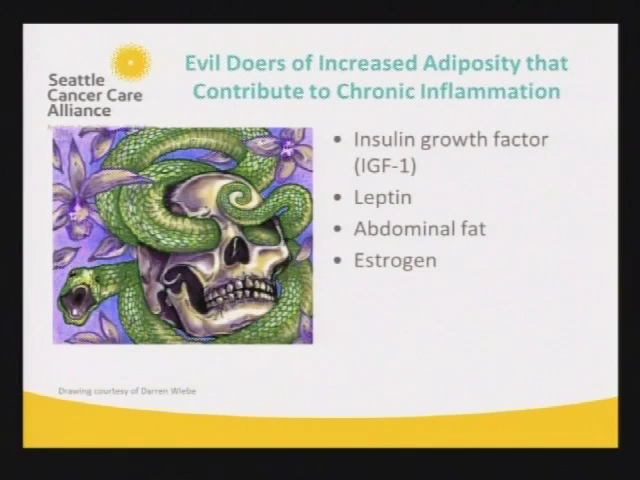 Evil Doers of Increased Adiposity that
Contribute to Chronic Inflammation
Seattle
Cancer Care
Alliance
• Insulin growth factor
(IGF-1)
• Leptin
• Abdominal fat
• Estrogen
Drawing courtesy of Darren Wiebe